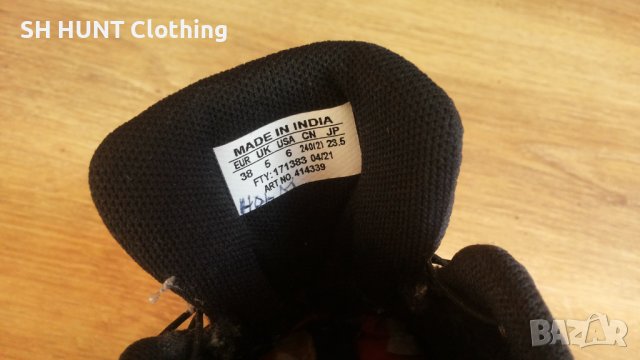 SH HUNT Clothing
MADE IN INDIA
EUR UK USA CN JP
38 5 6 240(2) 23.5
FTY: 171383 04/21
ART NO. 414339
BAZAR